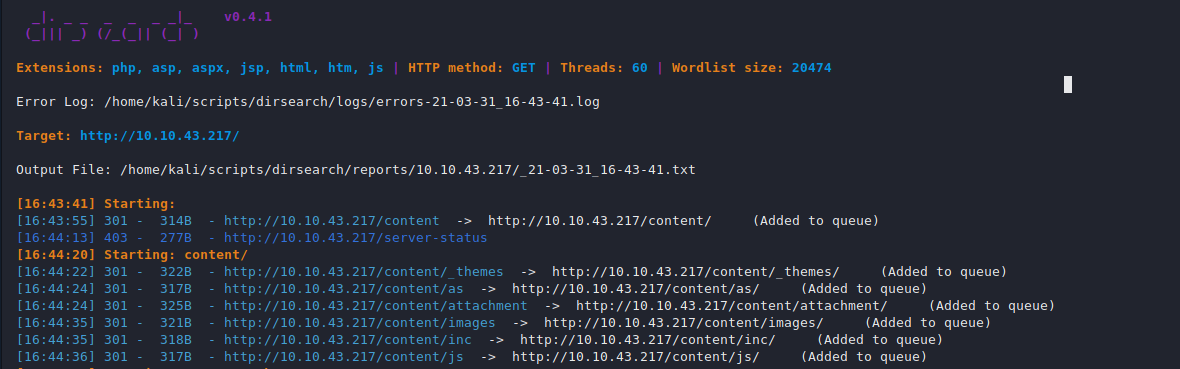 _|. _ _  _  _  _ _|_    v0.4.1
(_||| _) (/_(_|| (_| )
Extensions: php, asp, aspx, jsp, html, htm, js | HTTP method: GET | Threads: 60 | Wordlist size: 20474
Error Log: /home/kali/scripts/dirsearch/logs/errors-21-03-31_16-43-41.log
Target: http://10.10.43.217/
Output File: /home/kali/scripts/dirsearch/reports/10.10.43.217/_21-03-31_16-43-41.txt
[16:43:41] Starting:
[16:43:55] 301 -  314B  - http://10.10.43.217/content  ->  http://10.10.43.217/content/     (Added to queue)
[16:44:13] 403 -  277B  - http://10.10.43.217/server-status
[16:44:20] Starting: content/
[16:44:22] 301 -  322B  - http://10.10.43.217/content/_themes  ->  http://10.10.43.217/content/_themes/     (Added to queue)
[16:44:24] 301 -  317B  - http://10.10.43.217/content/as  ->  http://10.10.43.217/content/as/     (Added to queue)
[16:44:24] 301 -  325B  - http://10.10.43.217/content/attachment  ->  http://10.10.43.217/content/attachment/     (Added to queue)
[16:44:35] 301 -  321B  - http://10.10.43.217/content/images  ->  http://10.10.43.217/content/images/     (Added to queue)
[16:44:35] 301 -  318B  - http://10.10.43.217/content/inc  ->  http://10.10.43.217/content/inc/     (Added to queue)
[16:44:36] 301 -  317B  - http://10.10.43.217/content/js  ->  http://10.10.43.217/content/js/     (Added to queue)